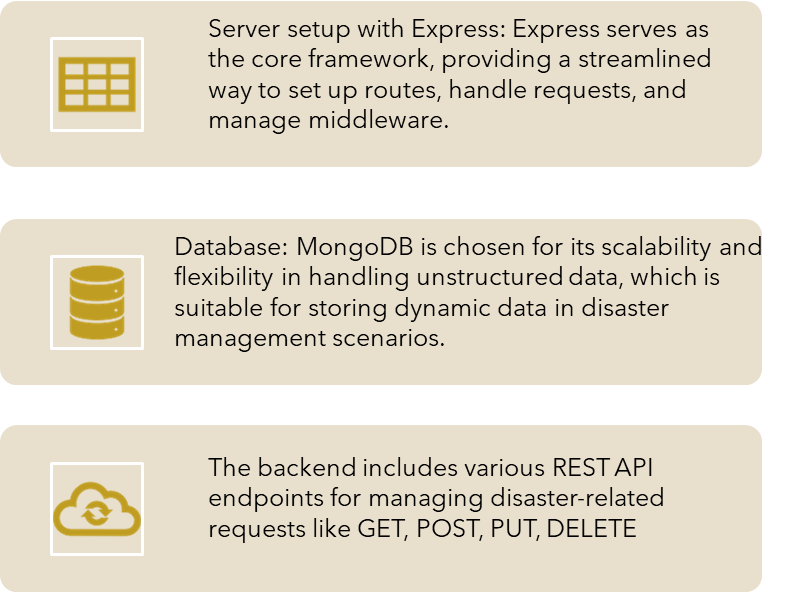 Server setup with Express: Express serves as
the core framework, providing a streamlined
way to set up routes, handle requests, and
manage middleware.
Database: MongoDB is chosen for its scalability and
flexibility in handling unstructured data, which is
suitable for storing dynamic data in disaster
management scenarios.
The backend includes various REST API
endpoints for managing disaster-related
requests like GET, POST, PUT, DELETE